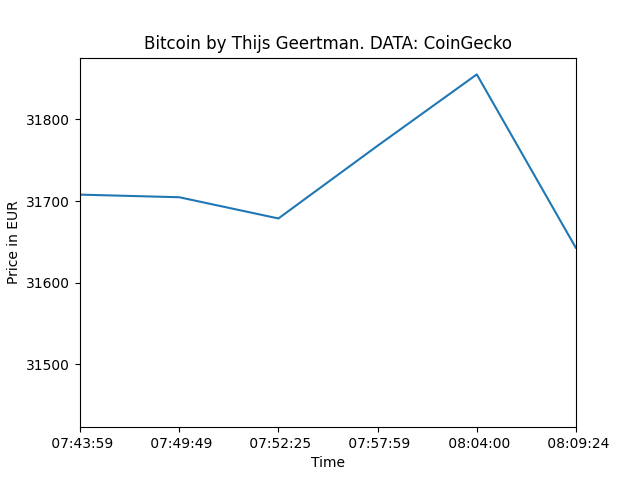 Bitcoin by Thijs Geertman. DATA: CoinGecko
31800
31700
31600
31500
Price in EUR
07:43:59 07:49:49 07:52:25 07:57:59 08:04:00 08:09:24
Time